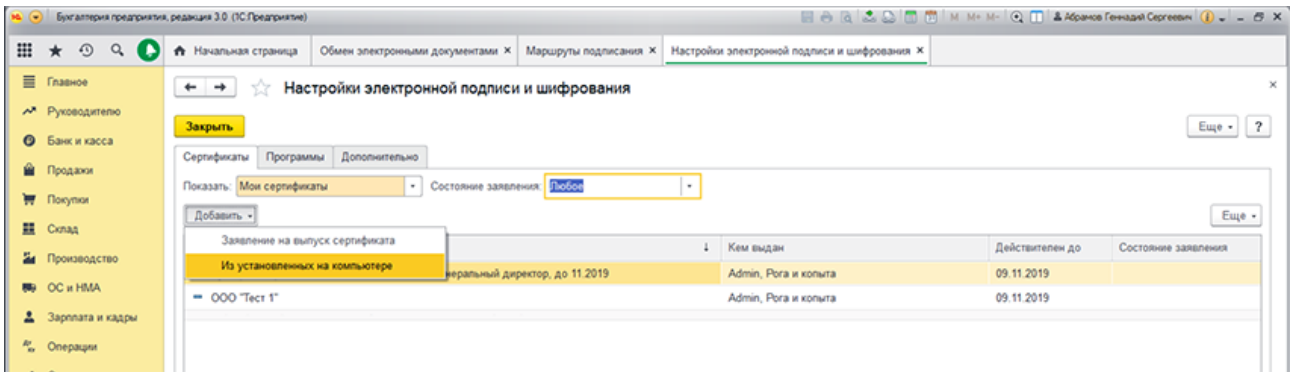 Бухгалтерия предприятия, редакция 3.0 (1С:Предприятие) M M+ M- Абрамов Геннадий Сергеевич
Начальная страница Обмен электронными документами × Маршруты подписания × Настройки электронной подписи и шифрования ×
Главное
Настройки электронной подписи и шифрования
Руководителю
Закрыть Еще ?
Банк и касса
Сертификаты Программы Дополнительно
Продажи
Показать: Мои сертификаты Состояние заявления: Любое
Покупки
Добавить Еще
Склад
Заявление на выпуск сертификата Кем выдан Действителен до Состояние заявления
Производство
Из установленных на компьютере неральный директор, до 11.2019 Admin, Рога и копыта 09.11.2019
ОС и НМА
ООО "Тест 1" Admin, Рога и копыта 09.11.2019
Зарплата и кадры
Операции